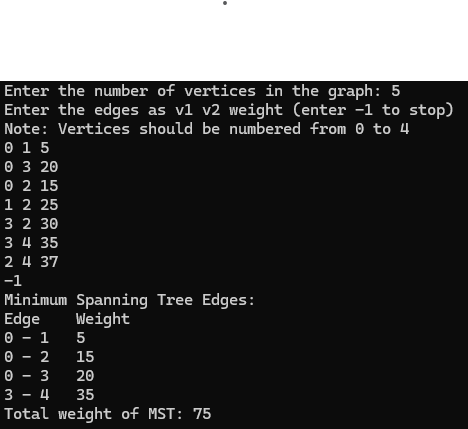 Enter the number of vertices in the graph: 5
Enter the edges as v1 v2 weight (enter -1 to stop)
Note: Vertices should be numbered from 0 to 4
0 1 5
0 3 20
0 2 15
1 2 25
3 2 30
3 4 35
2 4 37
-1
Minimum Spanning Tree Edges:
Edge    Weight
0 - 1   5
0 - 2   15
0 - 3   20
3 - 4   35
Total weight of MST: 75